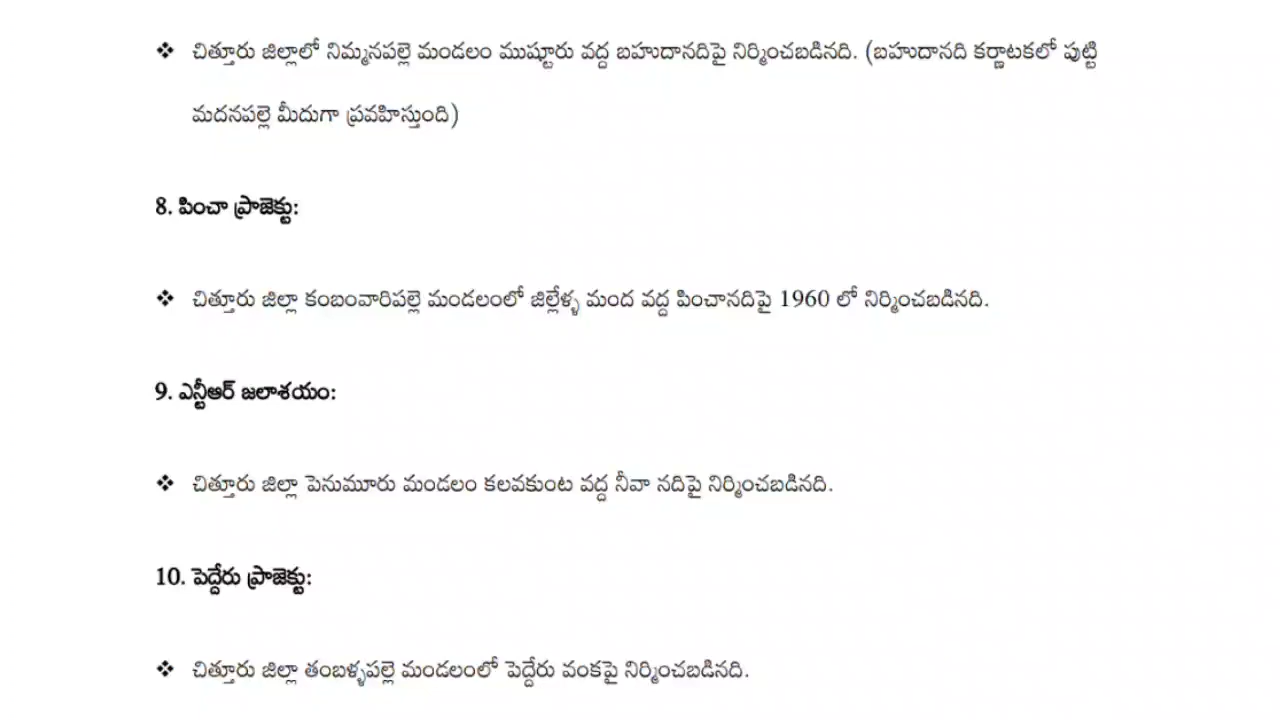 ❖ చిత్తూరు జిల్లాలో నిమ్మనపల్లె మండలం ముష్టూరు వద్ద బహుదానదిపై నిర్మించబడినది. (బహుదానది కర్ణాటకలో పుట్టి
మదనపల్లె మీదుగా ప్రవహిస్తుంది)
8. పించా ప్రాజెక్టు:
❖ చిత్తూరు జిల్లా కంబంవారిపల్లె మండలంలో జిల్లేళ్ళ మంద వద్ద పించానదిపై 1960 లో నిర్మించబడినది.
9. ఎన్టీఆర్ జలాశయం:
❖ చిత్తూరు జిల్లా పెనుమూరు మండలం కలవకుంట వద్ద నీవా నదిపై నిర్మించబడినది.
10. పెద్దేరు ప్రాజెక్టు:
❖ చిత్తూరు జిల్లా తంబళ్ళపల్లె మండలంలో పెద్దేరు వంకపై నిర్మించబడినది.